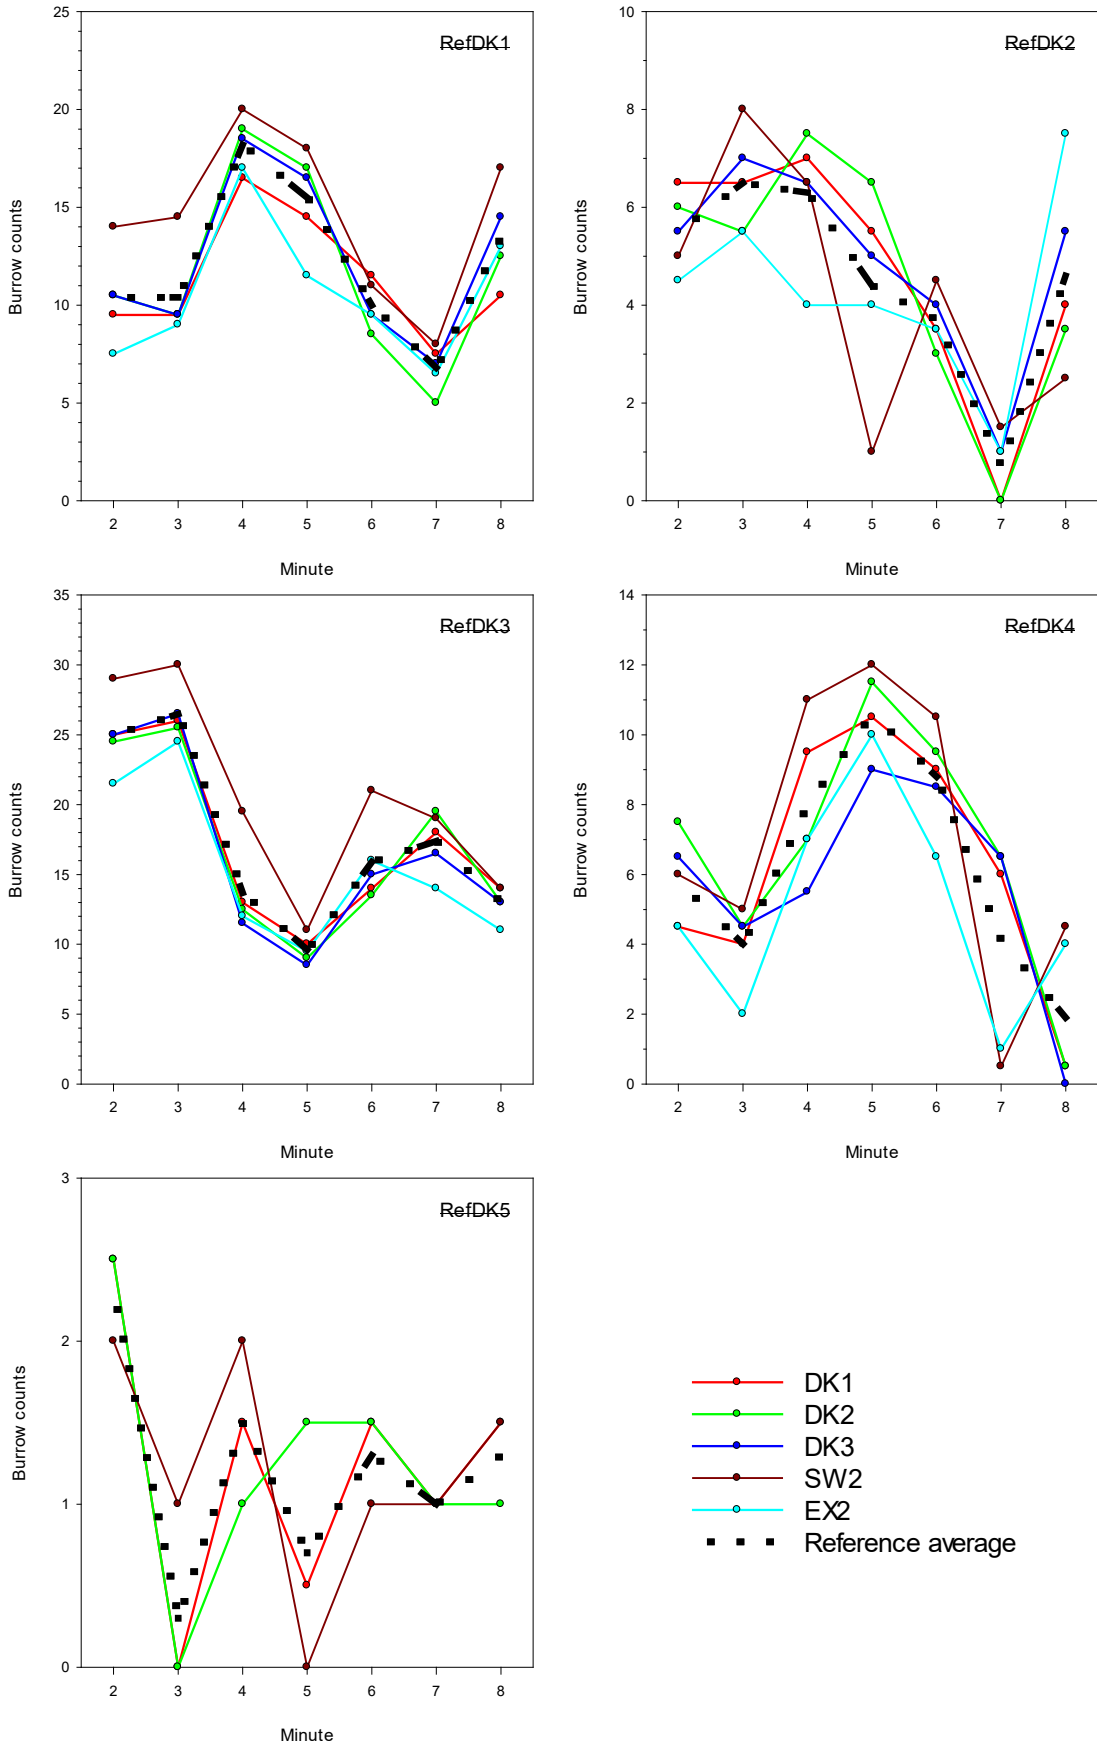 RefDK1
25
20
15
10
5
0
Burrow counts
2 3 4 5 6 7 8
Minute
RefDK2
10
8
6
4
2
0
Burrow counts
2 3 4 5 6 7 8
Minute
RefDK3
35
30
25
20
15
10
5
0
Burrow counts
2 3 4 5 6 7 8
Minute
RefDK4
14
12
10
8
6
4
2
0
Burrow counts
2 3 4 5 6 7 8
Minute
RefDK5
3
2
1
0
Burrow counts
2 3 4 5 6 7 8
Minute
DK1
DK2
DK3
SW2
EX2
Reference average